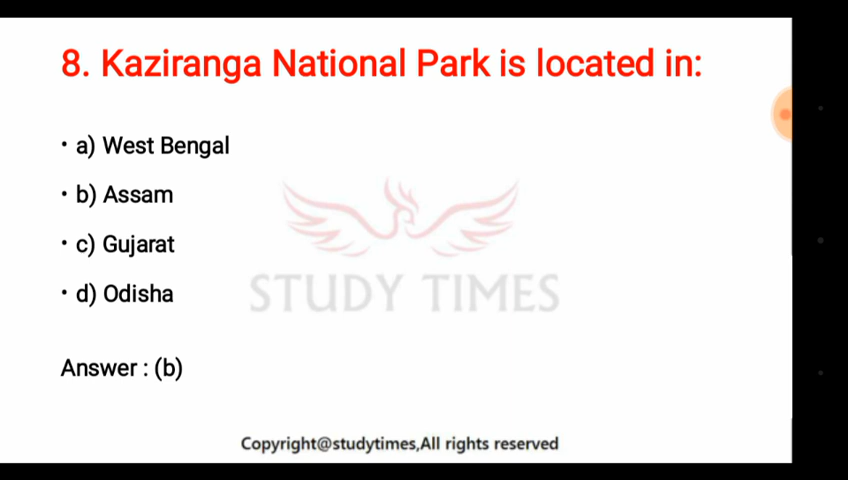 8. Kaziranga National Park is located in:
• a) West Bengal
• b) Assam
• c) Gujarat
• d) Odisha
STUDY TIMES
Answer : (b)
Copyright@studytimes,All rights reserved